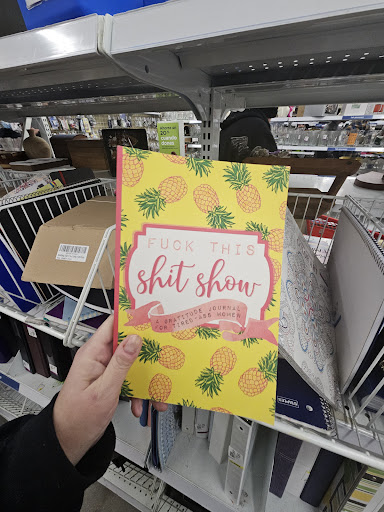 FUCK THIS
shit show
A GRATITUDE JOURNAL
FOR TIRED-ASS WOMEN